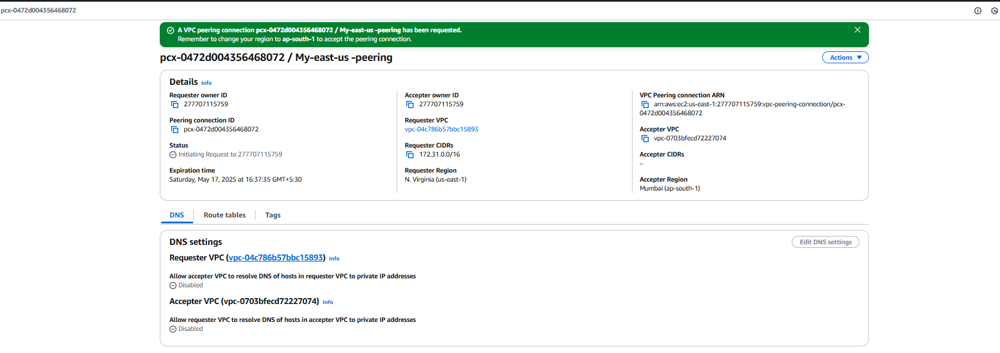 pcx-0472d004356468072
A VPC peering connection pcx-0472d004356468072 / My-east-us -peering has been requested.
Remember to change your region to ap-south-1 to accept the peering connection.
pcx-0472d004356468072 / My-east-us -peering
Actions
Details Info
Requester owner ID
277707115759
Peering connection ID
pcx-0472d004356468072
Status
Initiating Request to 277707115759
Expiration time
Saturday, May 17, 2025 at 16:37:35 GMT+5:30
Accepter owner ID
277707115759
Requester VPC
vpc-04c786b57bbc15893
Requester CIDRs
172.31.0.0/16
Requester Region
N. Virginia (us-east-1)
VPC Peering connection ARN
arn:aws:ec2:us-east-1:277707115759:vpc-peering-connection/pcx-
0472d004356468072
Accepter VPC
vpc-0703bfecd72227074
Accepter CIDRs
–
Accepter Region
Mumbai (ap-south-1)
DNS Route tables Tags
DNS settings
Edit DNS settings
Requester VPC (vpc-04c786b57bbc15893) Info
Allow accepter VPC to resolve DNS of hosts in requester VPC to private IP addresses
Disabled
Accepter VPC (vpc-0703bfecd72227074) Info
Allow requester VPC to resolve DNS of hosts in accepter VPC to private IP addresses
Disabled